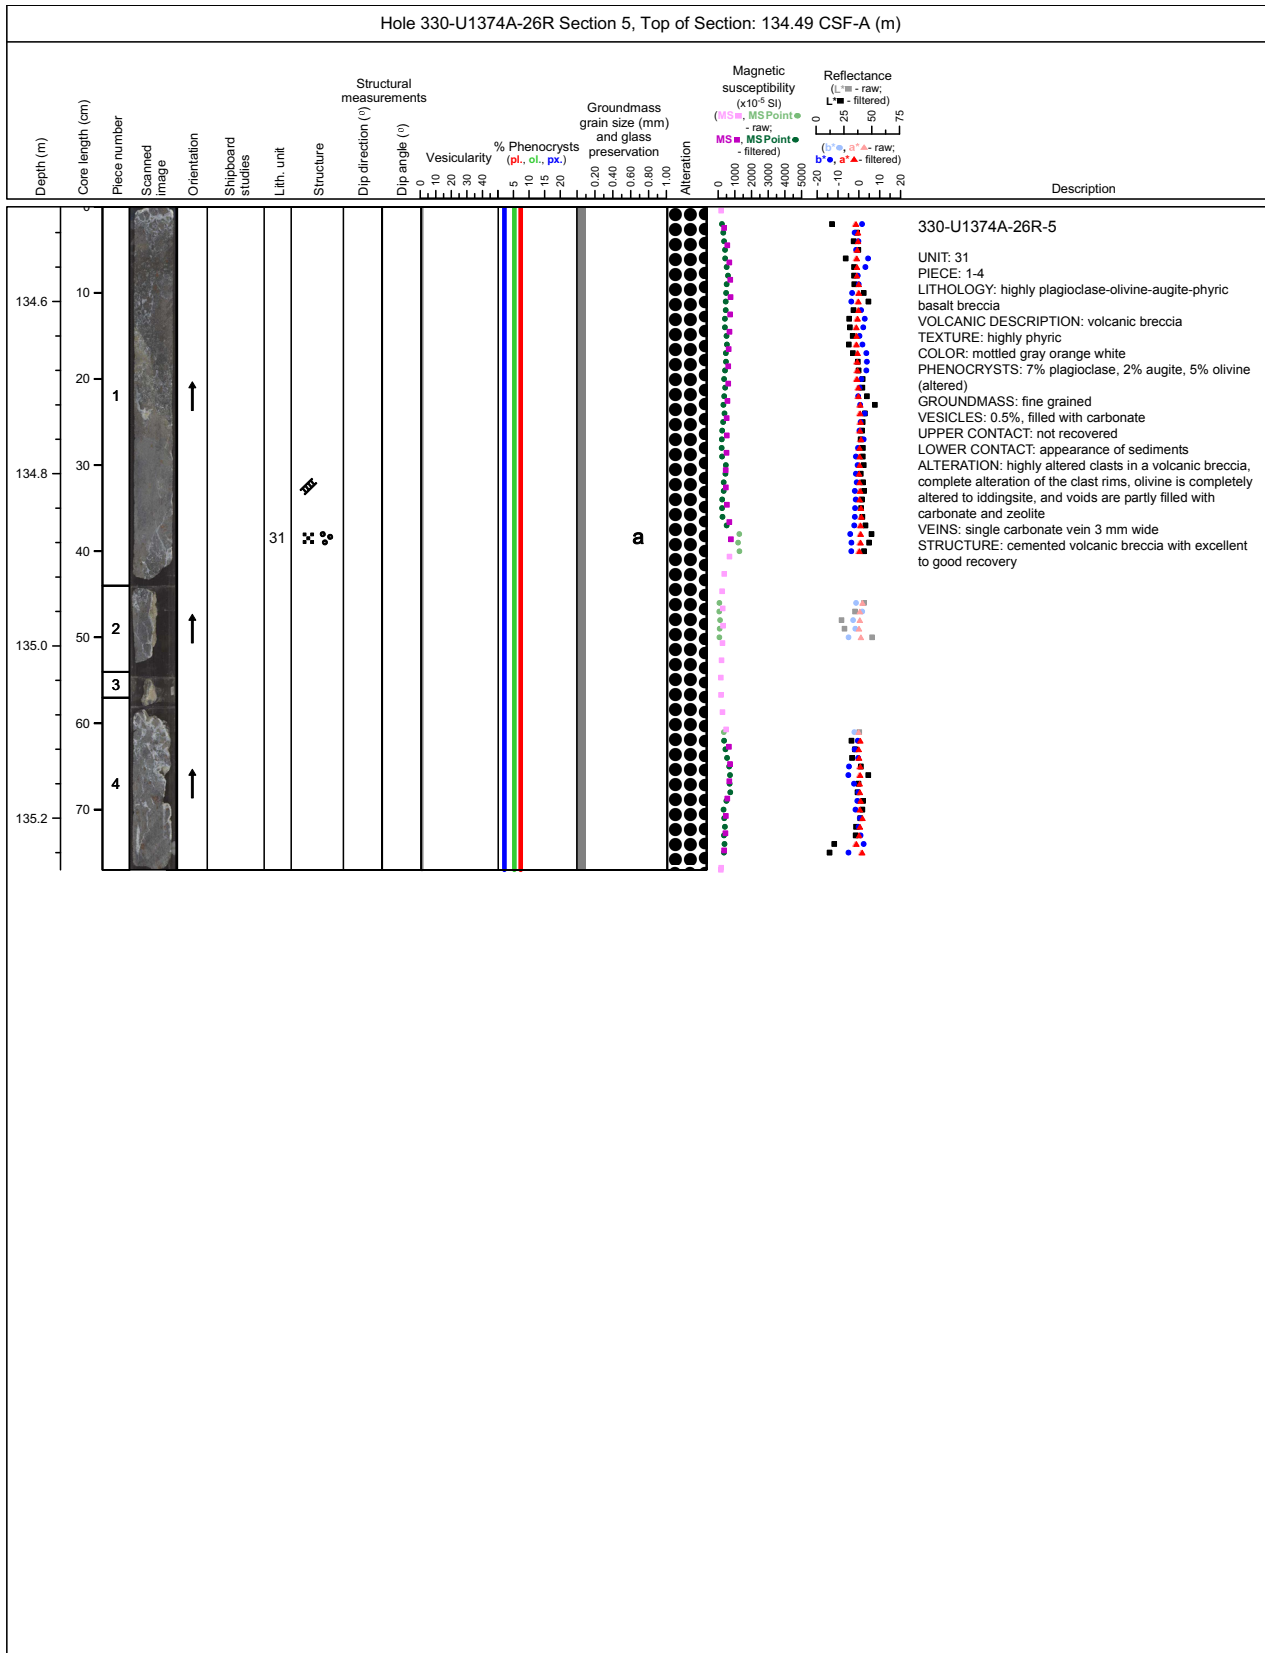 Hole 330-U1374A-26R Section 5, Top of Section: 134.49 CSF-A (m)
Depth (m)
Core length (cm)
Piece number
Scanned
image
Orientation
Shipboard
studies
Lith. unit
Structure
Structural
measurements
Dip direction (°)
Dip angle (°)
Vesicularity
0 10 20 30 40
% Phenocrysts
(pl., ol., px.)
5 10 15 20
Groundmass
grain size (mm)
and glass
preservation
0.20 0.40 0.60 0.80 1.00
Alteration
Magnetic
susceptibility
(x10-5 SI)
(MS, MSPoint
- raw;
MS, MSPoint
- filtered)
0 1000 2000 3000 4000 5000
Reflectance
(L* - raw;
L* - filtered)
0 25 50 75
(b*, a* - raw;
b*, a* - filtered)
-20 -10 0 10 20
Description
134.6
134.8
135.0
135.2
0
10
20
30
40
50
60
70
1
2
3
4
31
a
330-U1374A-26R-5
UNIT: 31
PIECE: 1-4
LITHOLOGY: highly plagioclase-olivine-augite-phyric
basalt breccia
VOLCANIC DESCRIPTION: volcanic breccia
TEXTURE: highly phyric
COLOR: mottled gray orange white
PHENOCRYSTS: 7% plagioclase, 2% augite, 5% olivine
(altered)
GROUNDMASS: fine grained
VESICLES: 0.5%, filled with carbonate
UPPER CONTACT: not recovered
LOWER CONTACT: appearance of sediments
ALTERATION: highly altered clasts in a volcanic breccia,
complete alteration of the clast rims, olivine is completely
altered to iddingsite, and voids are partly filled with
carbonate and zeolite
VEINS: single carbonate vein 3 mm wide
STRUCTURE: cemented volcanic breccia with excellent
to good recovery